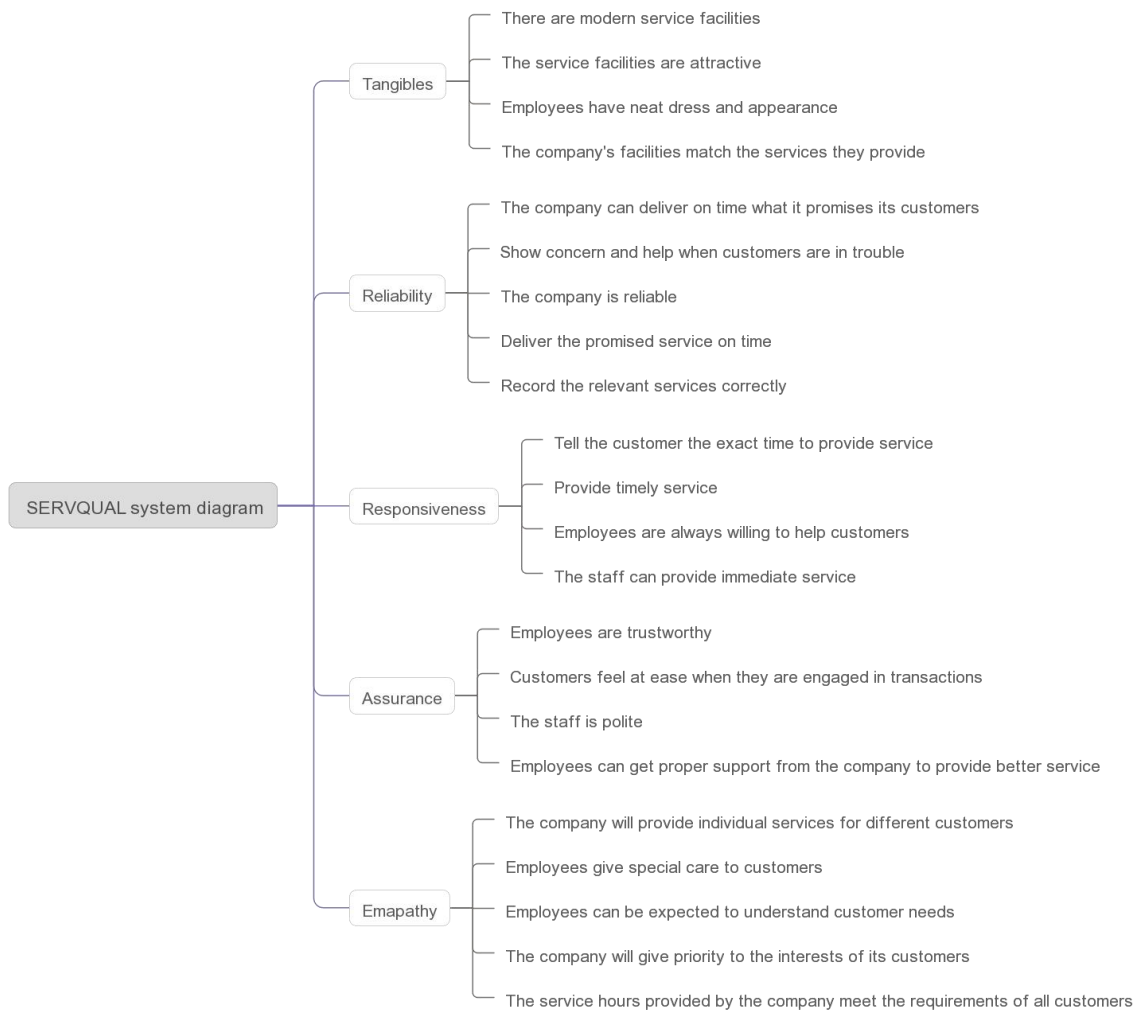 SERVQUAL system diagram
Tangibles
There are modern service facilities
The service facilities are attractive
Employees have neat dress and appearance
The company's facilities match the services they provide
Reliability
The company can deliver on time what it promises its customers
Show concern and help when customers are in trouble
The company is reliable
Deliver the promised service on time
Record the relevant services correctly
Responsiveness
Tell the customer the exact time to provide service
Provide timely service
Employees are always willing to help customers
The staff can provide immediate service
Assurance
Employees are trustworthy
Customers feel at ease when they are engaged in transactions
The staff is polite
Employees can get proper support from the company to provide better service
Emapathy
The company will provide individual services for different customers
Employees give special care to customers
Employees can be expected to understand customer needs
The company will give priority to the interests of its customers
The service hours provided by the company meet the requirements of all customers